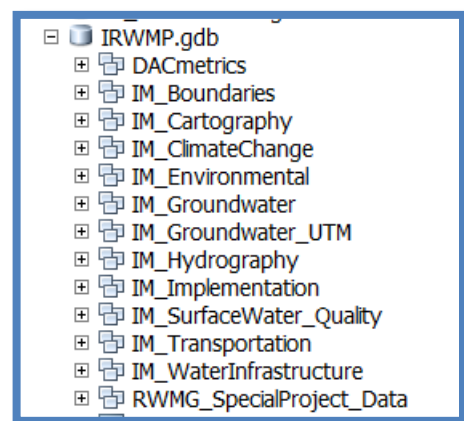 IRWMP.gdb
DACmetrics
IM_Boundaries
IM_Cartography
IM_ClimateChange
IM_Environmental
IM_Groundwater
IM_Groundwater_UTM
IM_Hydrography
IM_Implementation
IM_SurfaceWater_Quality
IM_Transportation
IM_WaterInfrastructure
RWMG_SpecialProject_Data